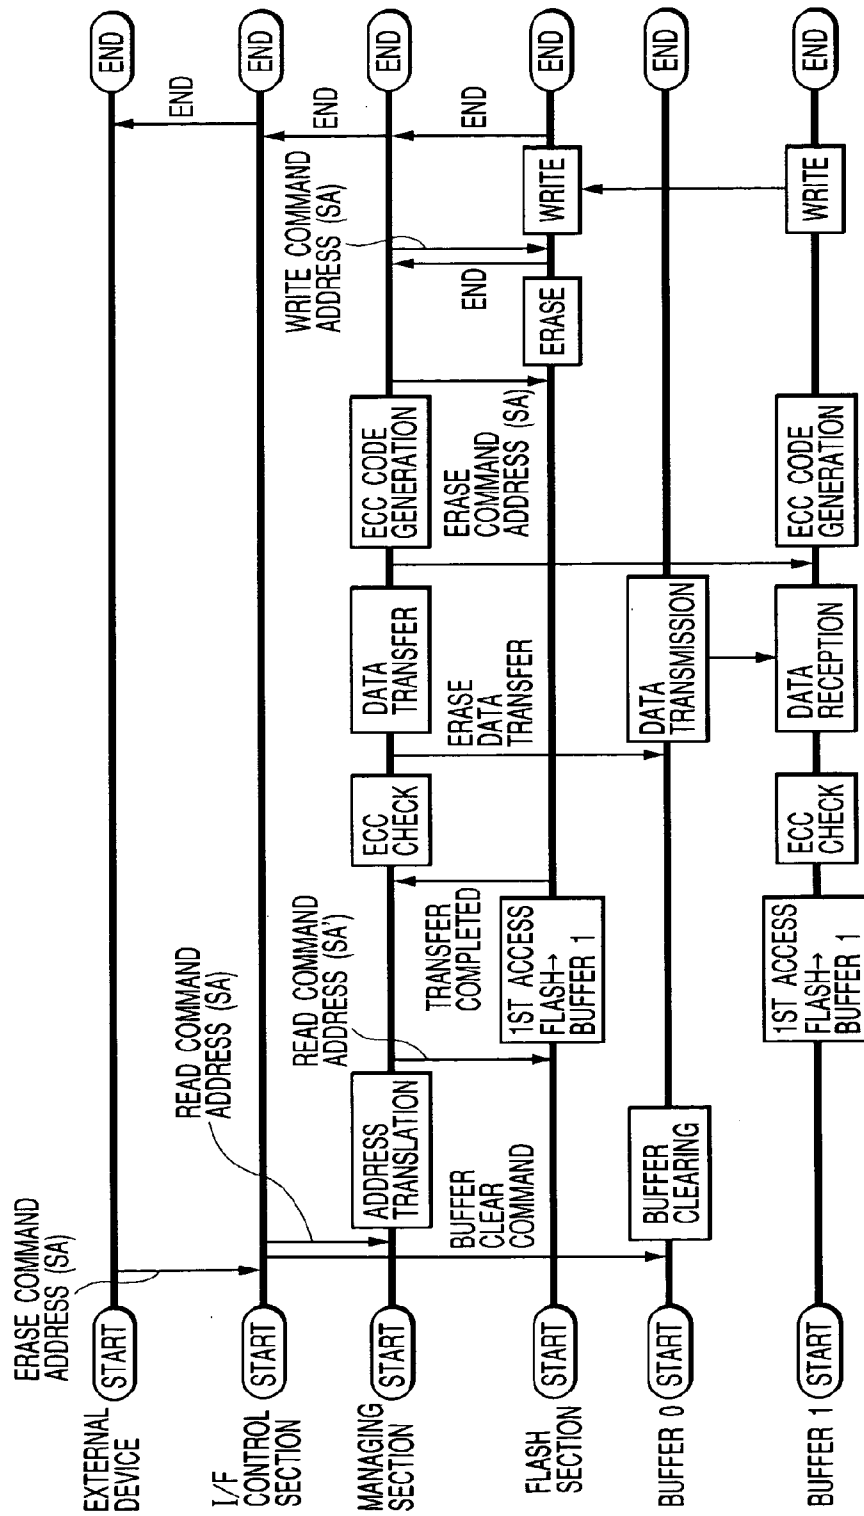 EXTERNAL
DEVICE
START
ERASE COMMAND
ADDRESS (SA)
END
END
I/F
CONTROL
SECTION
START
READ COMMAND
ADDRESS (SA)
END
END
MANAGING
SECTION
START
ADDRESS
TRANSLATION
READ COMMAND
ADDRESS (SA')
ECC
CHECK
DATA
TRANSFER
ECC CODE
GENERATION
WRITE COMMAND
ADDRESS (SA)
END
BUFFER
CLEAR
COMMAND
TRANSFER
COMPLETED
ERASE
DATA
TRANSFER
ERASE
COMMAND
ADDRESS (SA)
END
END
FLASH
SECTION
START
1ST ACCESS
FLASH→
BUFFER 1
ERASE
WRITE
END
BUFFER 0
START
BUFFER
CLEARING
DATA
TRANSMISSION
END
BUFFER 1
START
1ST ACCESS
FLASH→
BUFFER 1
ECC
CHECK
DATA
RECEPTION
ECC CODE
GENERATION
WRITE
END